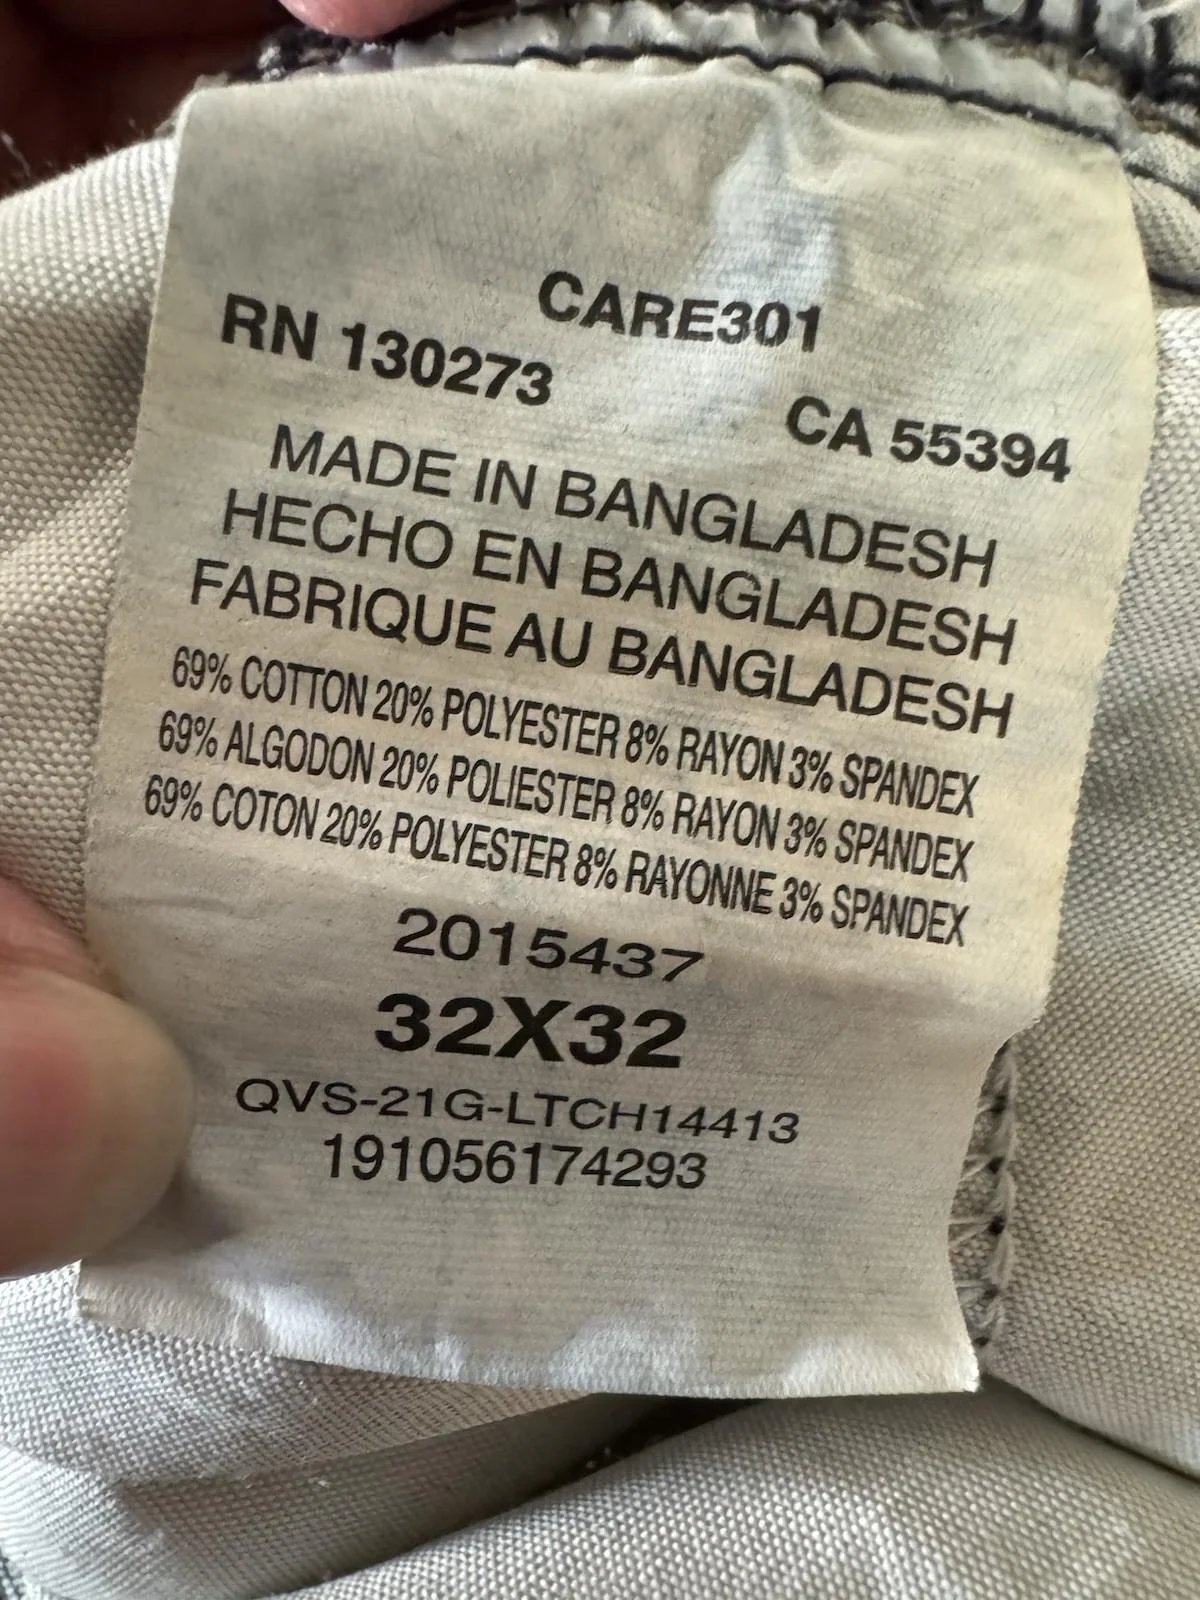 CARE301
RN 130273
CA 55394
MADE IN BANGLADESH
HECHO EN BANGLADESH
FABRIQUE AU BANGLADESH
69% COTTON 20% POLYESTER 8% RAYON 3% SPANDEX
69% ALGODON 20% POLIESTER 8% RAYON 3% SPANDEX
69% COTON 20% POLYESTER 8% RAYONNE 3% SPANDEX
2015437
32X32
QVS-21G-LTCH14413
191056174293